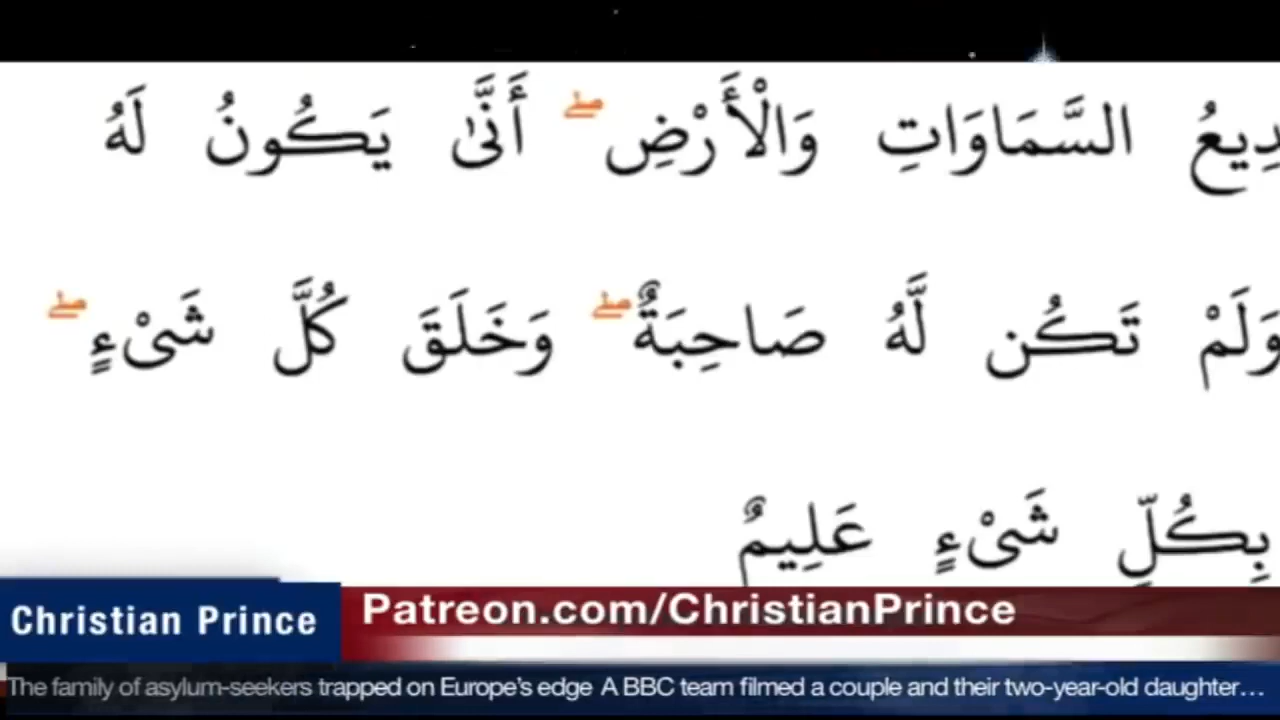 دِيعُ السَّمَاوَاتِ وَالْأَرْضِ ۖ أَنَّىٰ يَكُونُ لَهُ
وَلَمْ تَكُن لَّهُ صَاحِبَةٌ ۖ وَخَلَقَ كُلَّ شَيْءٍ ۖ
بِكُلِّ شَيْءٍ عَلِيمٌ
Christian Prince
Patreon.com/ChristianPrince
The family of asylum-seekers trapped on Europe's edge A BBC team filmed a couple and their two-year-old daughter...